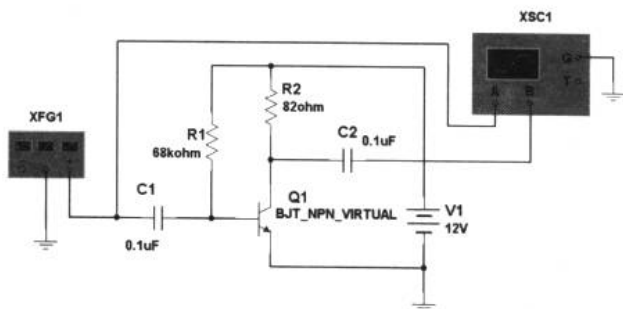 XSC1
G
T
A B
XFG1
R2
82ohm
R1
68kohm
C2
0.1uF
C1
0.1uF
Q1
BJT_NPN_VIRTUAL
V1
12V